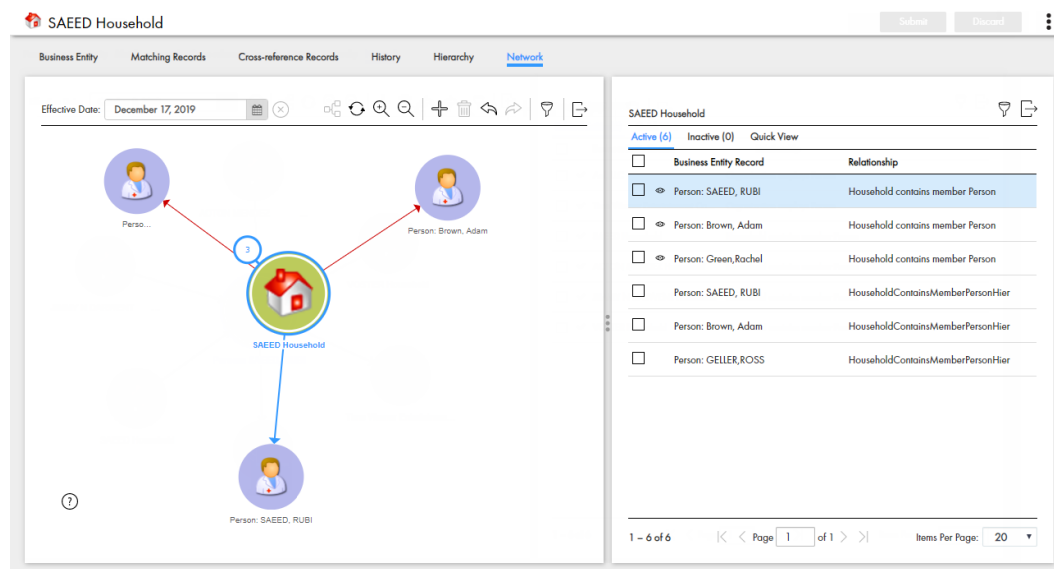 SAEED Household
Submit Discard
Business Entity Matching Records Cross-reference Records History Hierarchy Network
Effective Date: December 17, 2019
Perso...
Person: Brown, Adam
3
SAEED Household
Person: SAEED, RUBI
?
SAEED Household
Active (6) Inactive (0) Quick View
Business Entity Record Relationship
Person: SAEED, RUBI Household contains member Person
Person: Brown, Adam Household contains member Person
Person: Green,Rachel Household contains member Person
Person: SAEED, RUBI HouseholdContainsMemberPersonHier
Person: Brown, Adam HouseholdContainsMemberPersonHier
Person: GELLER,ROSS HouseholdContainsMemberPersonHier
1 – 6 of 6 Page 1 of 1 Items Per Page: 20